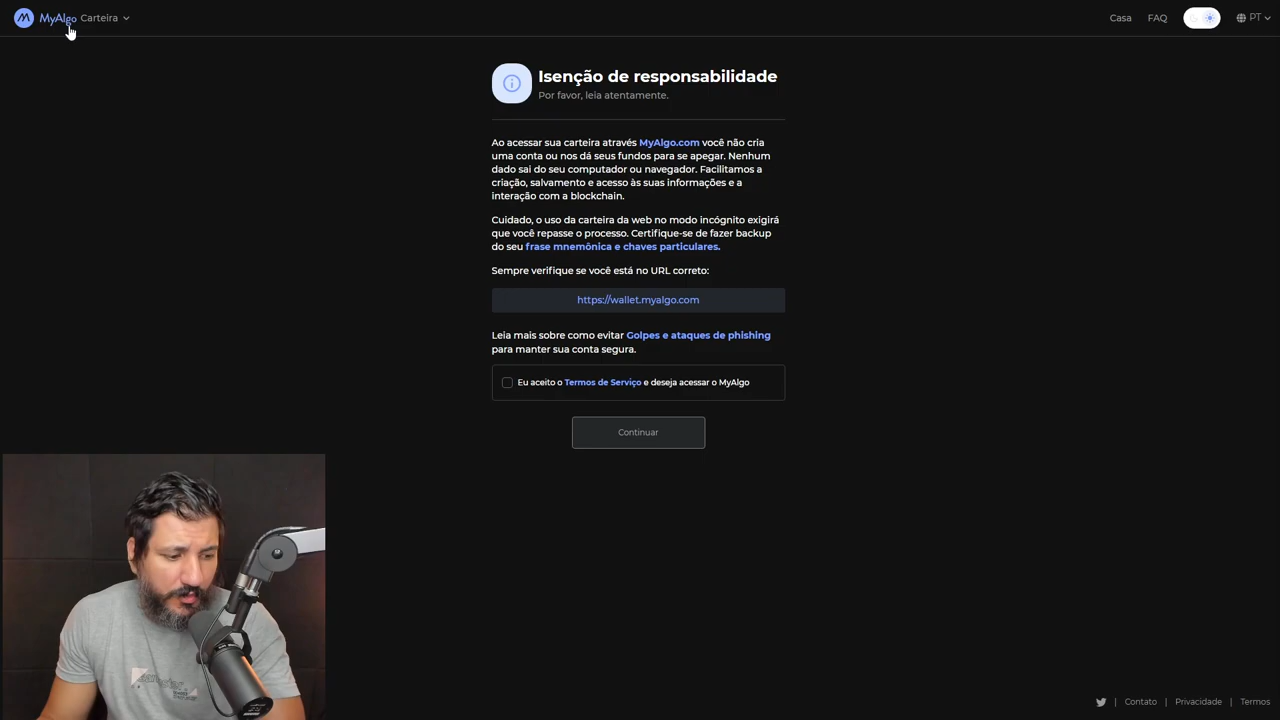 MyAlgo Carteira
Casa FAQ PT
Isenção de responsabilidade
Por favor, leia atentamente.
Ao acessar sua carteira através MyAlgo.com você não cria
uma conta ou nos dá seus fundos para se apegar. Nenhum
dado sai do seu computador ou navegador. Facilitamos a
criação, salvamento e acesso às suas informações e a
interação com a blockchain.
Cuidado, o uso da carteira da web no modo incógnito exigirá
que você repasse o processo. Certifique-se de fazer backup
do seu frase mnemônica e chaves particulares.
Sempre verifique se você está no URL correto:
https://wallet.myalgo.com
Leia mais sobre como evitar Golpes e ataques de phishing
para manter sua conta segura.
Eu aceito o Termos de Serviço e deseja acessar o MyAlgo
Continuar
Contato | Privacidade | Termos